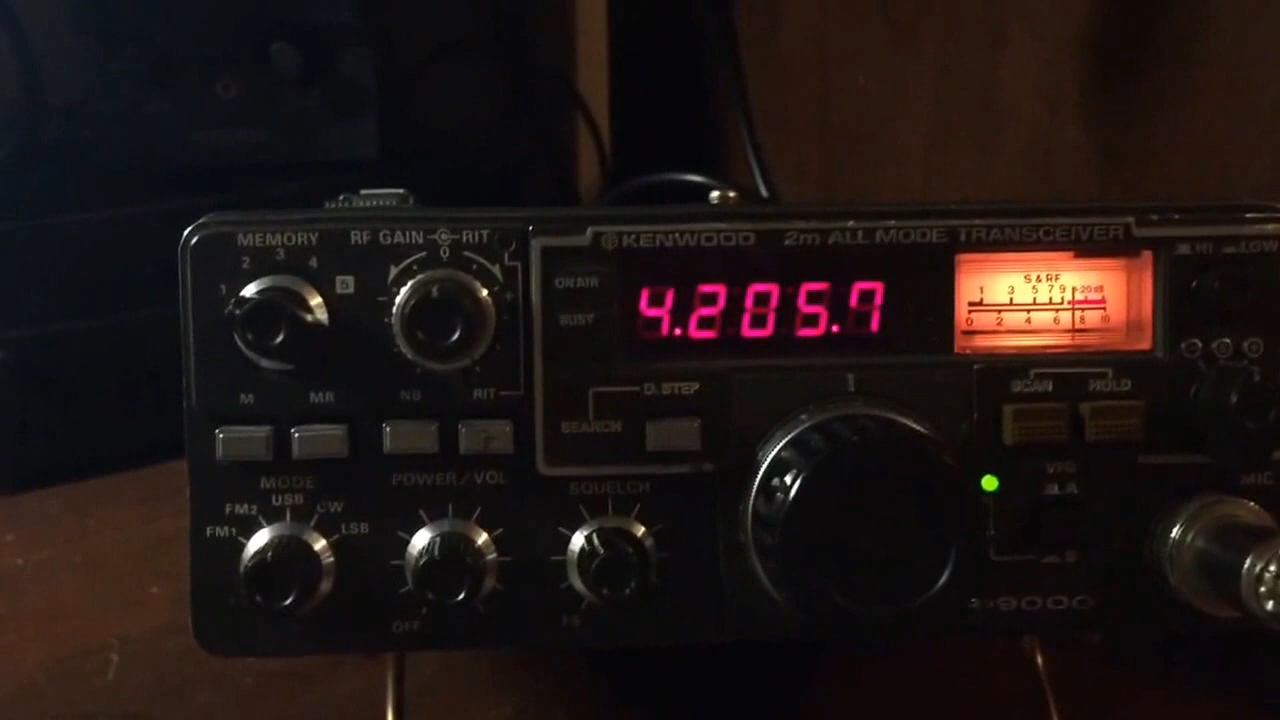 MEMORY
RF GAIN RIT
KENWOOD 2m ALL MODE TRANSCEIVER
HI LOW
1 2 3 4 5
0
ON AIR
BUSY
4.205.7
S & RF
1 3 5 7 9 +20dB
0 2 4 6 8 10
M
MR
NB
RIT
D.STEP
SEARCH
SCAN
HOLD
MODE
FM1 FM2 USB CW LSB
POWER/VOL
OFF
SQUELCH
VFO
A
MIC
9000